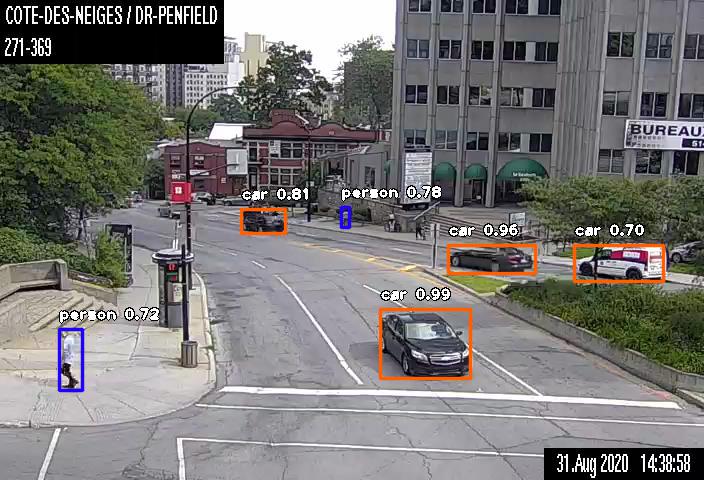 COTE-DES-NEIGES / DR-PENFIELD
271-369
car 0.81
person 0.78
BUREAUX
514
car 0.96
car 0.70
car 0.99
person 0.72
31.Aug 2020 14:38:58